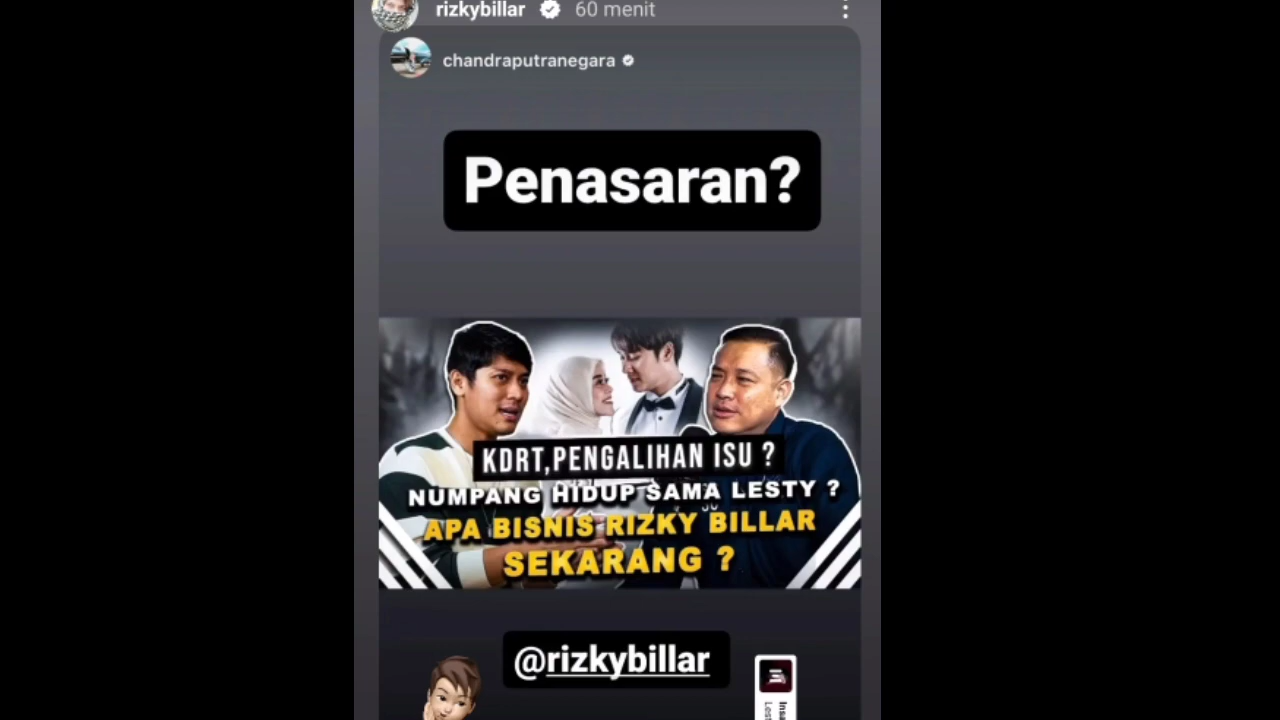 rizkybillar 60 menit
chandraputranegara
Penasaran?
KDRT,PENGALIHAN ISU ?
NUMPANG HIDUP SAMA LESTY ?
APA BISNIS RIZKY BILLAR
SEKARANG ?
@rizkybillar